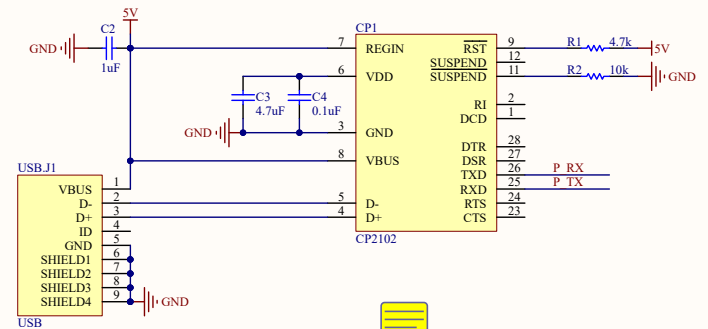 5V
C2
GND
1uF
CP1
7 REGIN RST 9 R1 4.7k 5V
SUSPEND 12
6 VDD SUSPEND 11 R2 10k GND
C3 C4
4.7uF 0.1uF
RI 2
DCD 1
GND 3 GND
DTR 28
8 VBUS DSR 27
TXD 26 P_RX
RXD 25 P_TX
5 D- RTS 24
4 D+ CTS 23
CP2102
USB.J1
VBUS 1
D- 2
D+ 3
ID 4
GND 5
SHIELD1 6
SHIELD2 7
SHIELD3 8
SHIELD4 9 GND
USB